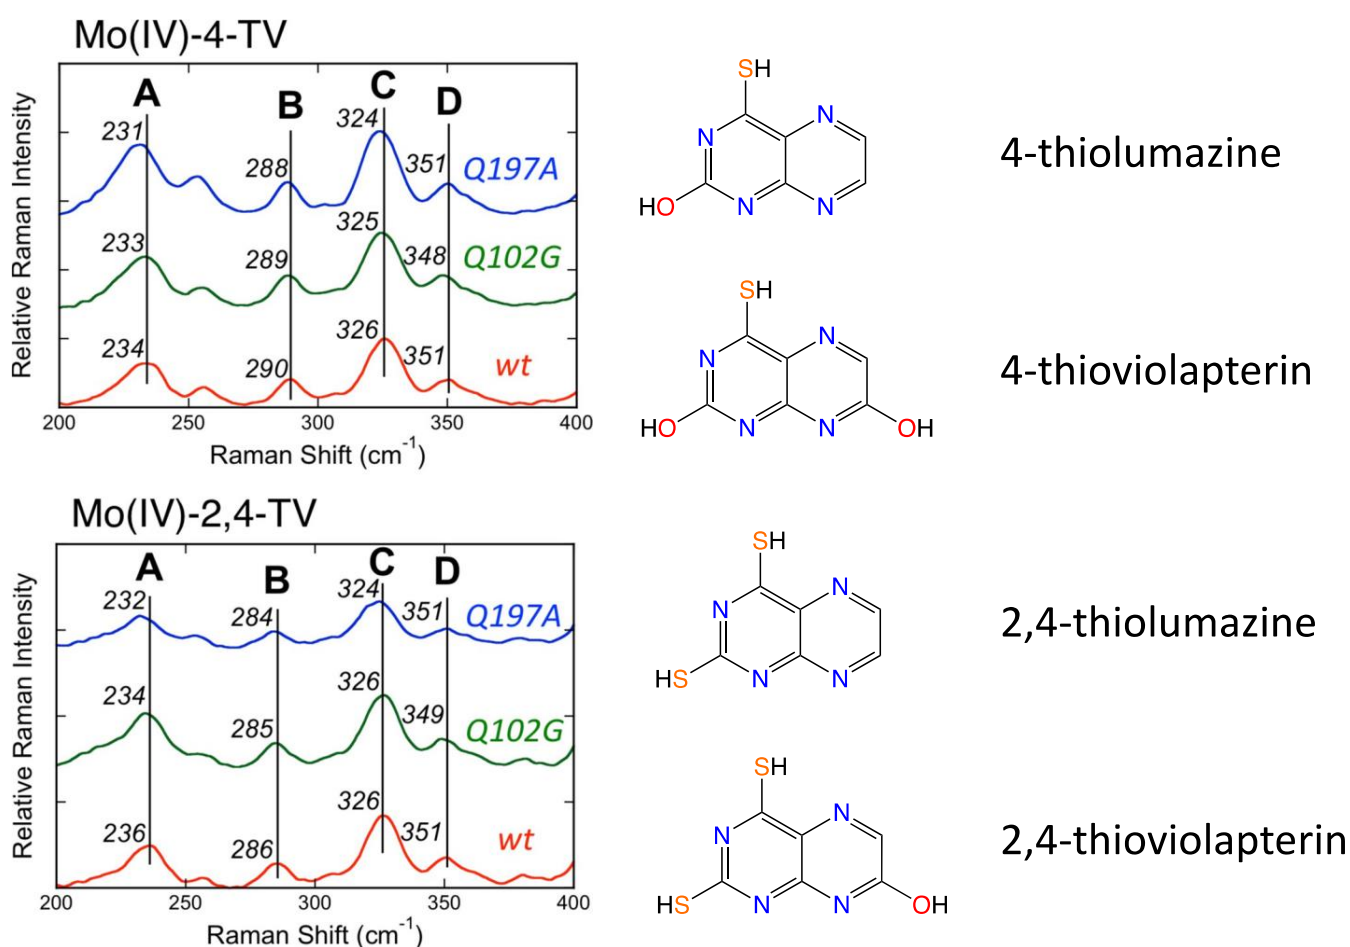 Mo(IV)-4-TV
A
B
C
D
231
288
324
351
Q197A
233
289
325
348
Q102G
234
290
326
351
wt
200
250
300
350
400
Raman Shift (cm-1)
Relative Raman Intensity
SH
N
N
HO
N
N
4-thiolumazine
SH
N
N
HO
N
N
OH
4-thioviolapterin
Mo(IV)-2,4-TV
A
B
C
D
232
284
324
351
Q197A
234
285
326
349
Q102G
236
286
326
351
wt
200
250
300
350
400
Raman Shift (cm-1)
Relative Raman Intensity
SH
N
N
HS
N
N
2,4-thiolumazine
SH
N
N
HS
N
N
OH
2,4-thioviolapterin